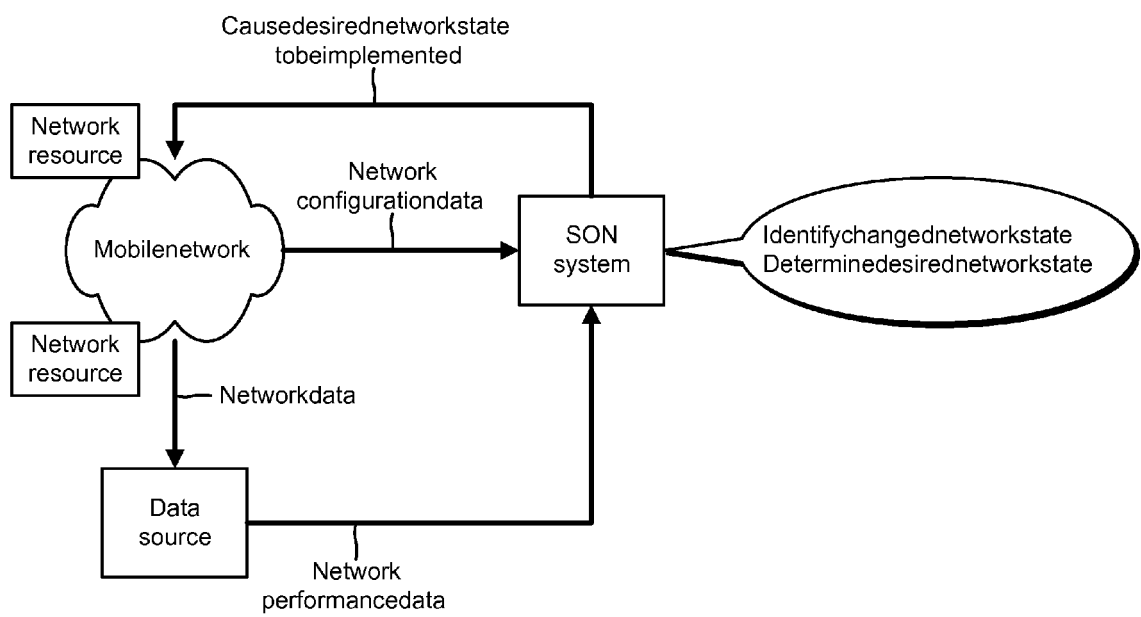 Causedesirednetworkstate
tobeimplemented
Network
resource
Network
configurationdata
Mobilenetwork
SON
system
Identifychangednetworkstate
Determinedesirednetworkstate
Network
resource
Networkdata
Data
source
Network
performancedata